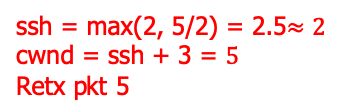 ssh = max(2, 5/2) = 2.5≈ 2
cwnd = ssh + 3 = 5
Retx pkt 5